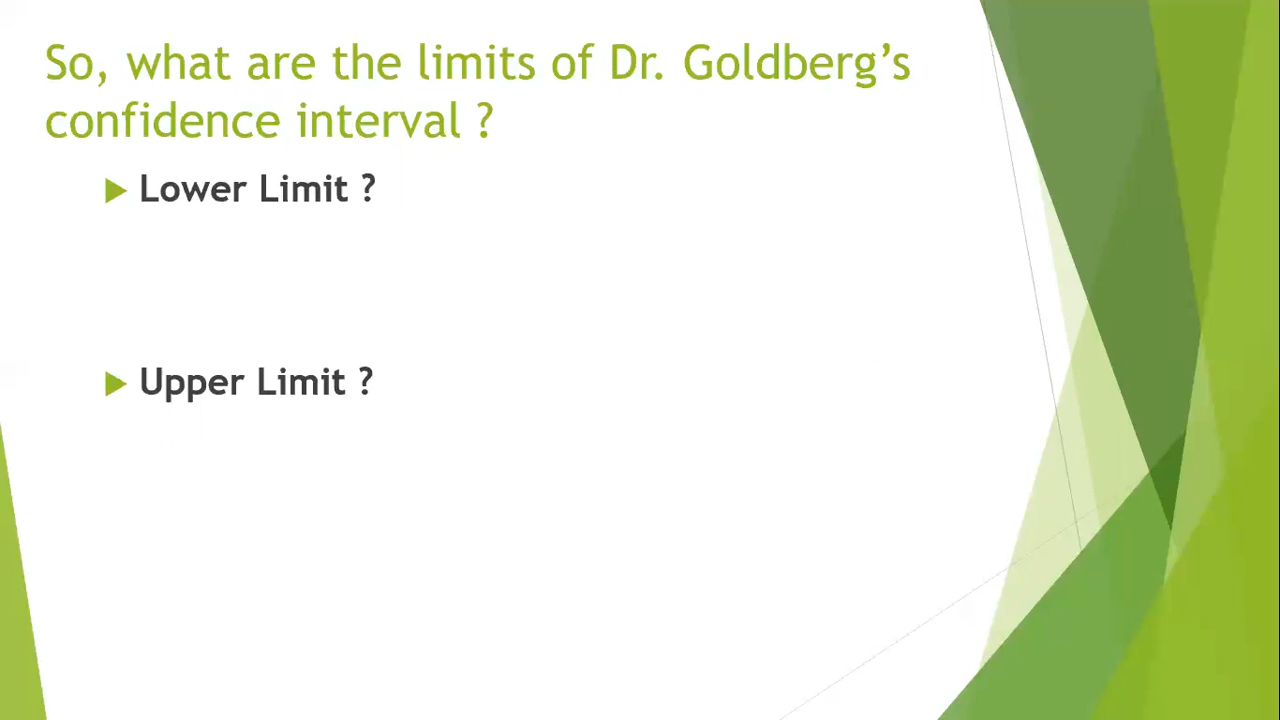 So, what are the limits of Dr. Goldberg’s
confidence interval ?
Lower Limit ?
Upper Limit ?